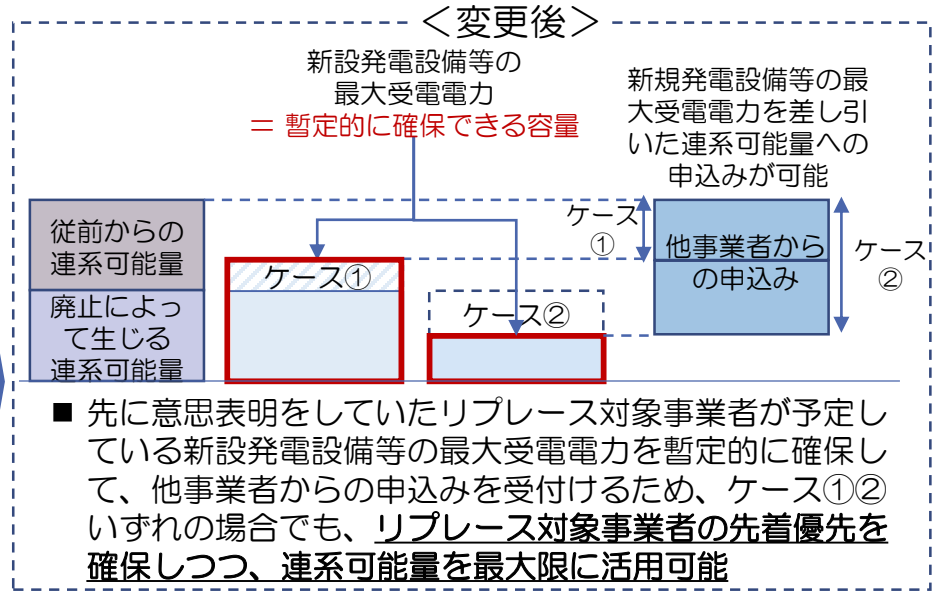 ＜変更後＞
新設発電設備等の
最大受電電力
＝ 暫定的に確保できる容量
新規発電設備等の最
大受電電力を差し引
いた連系可能量への
申込みが可能
従前からの
連系可能量
廃止によっ
て生じる
連系可能量
ケース①
ケース②
ケース
①
他事業者から
の申込み
ケース
②
■ 先に意思表明をしていたリプレース対象事業者が予定し
ている新設発電設備等の最大受電電力を暫定的に確保し
て、他事業者からの申込みを受付けるため、ケース①②
いずれの場合でも、リプレース対象事業者の先着優先を
確保しつつ、連系可能量を最大限に活用可能